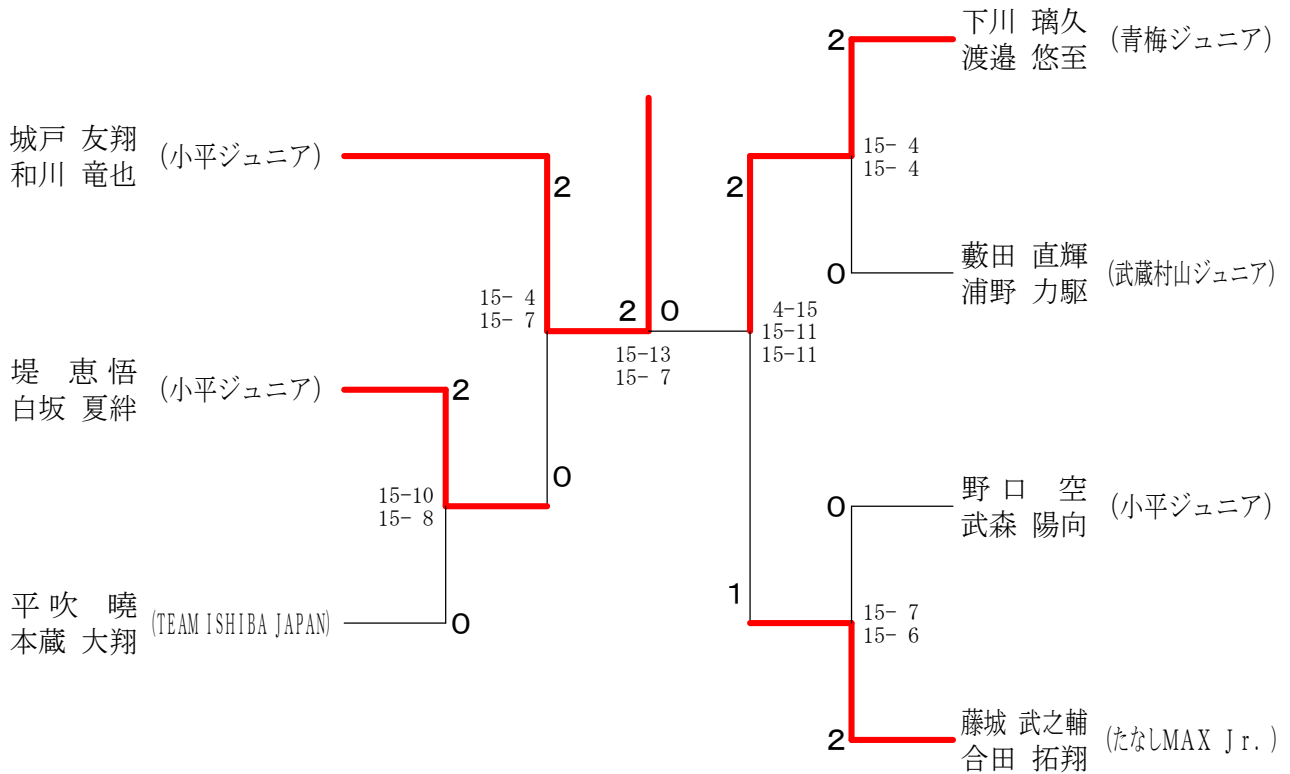 城戸 友翔
和川 竜也
(小平ジュニア)
2
15- 4
15- 7
堤 恵悟
白坂 夏絆
(小平ジュニア)
2
0
15-10
15- 8
平吹 曉
本蔵 大翔
(TEAM ISHIBA JAPAN)
0
2 0
15-13
15- 7
下川 璃久
渡邉 悠至
(青梅ジュニア)
2
15- 4
15- 4
2
藪田 直輝
浦野 力駆
(武蔵村山ジュニア)
0
4-15
15-11
15-11
野口 空
武森 陽向
(小平ジュニア)
0
1
15- 7
15- 6
藤城 武之輔
合田 拓翔
(たなしMAX Jr.)
2